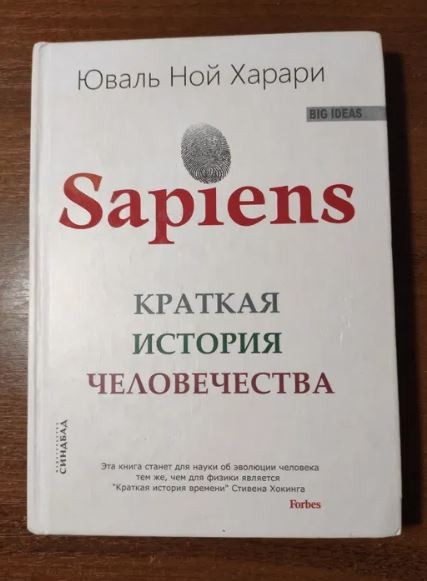 Юваль Ной Харари
BIG IDEAS
Sapiens
КРАТКАЯ
ИСТОРИЯ
ЧЕЛОВЕЧЕСТВА
ИЗДАТЕЛЬСТВО
СИНДБАД
Эта книга станет для науки об эволюции человека
тем же, чем для физики является
"Краткая история времени" Стивена Хокинга
Forbes